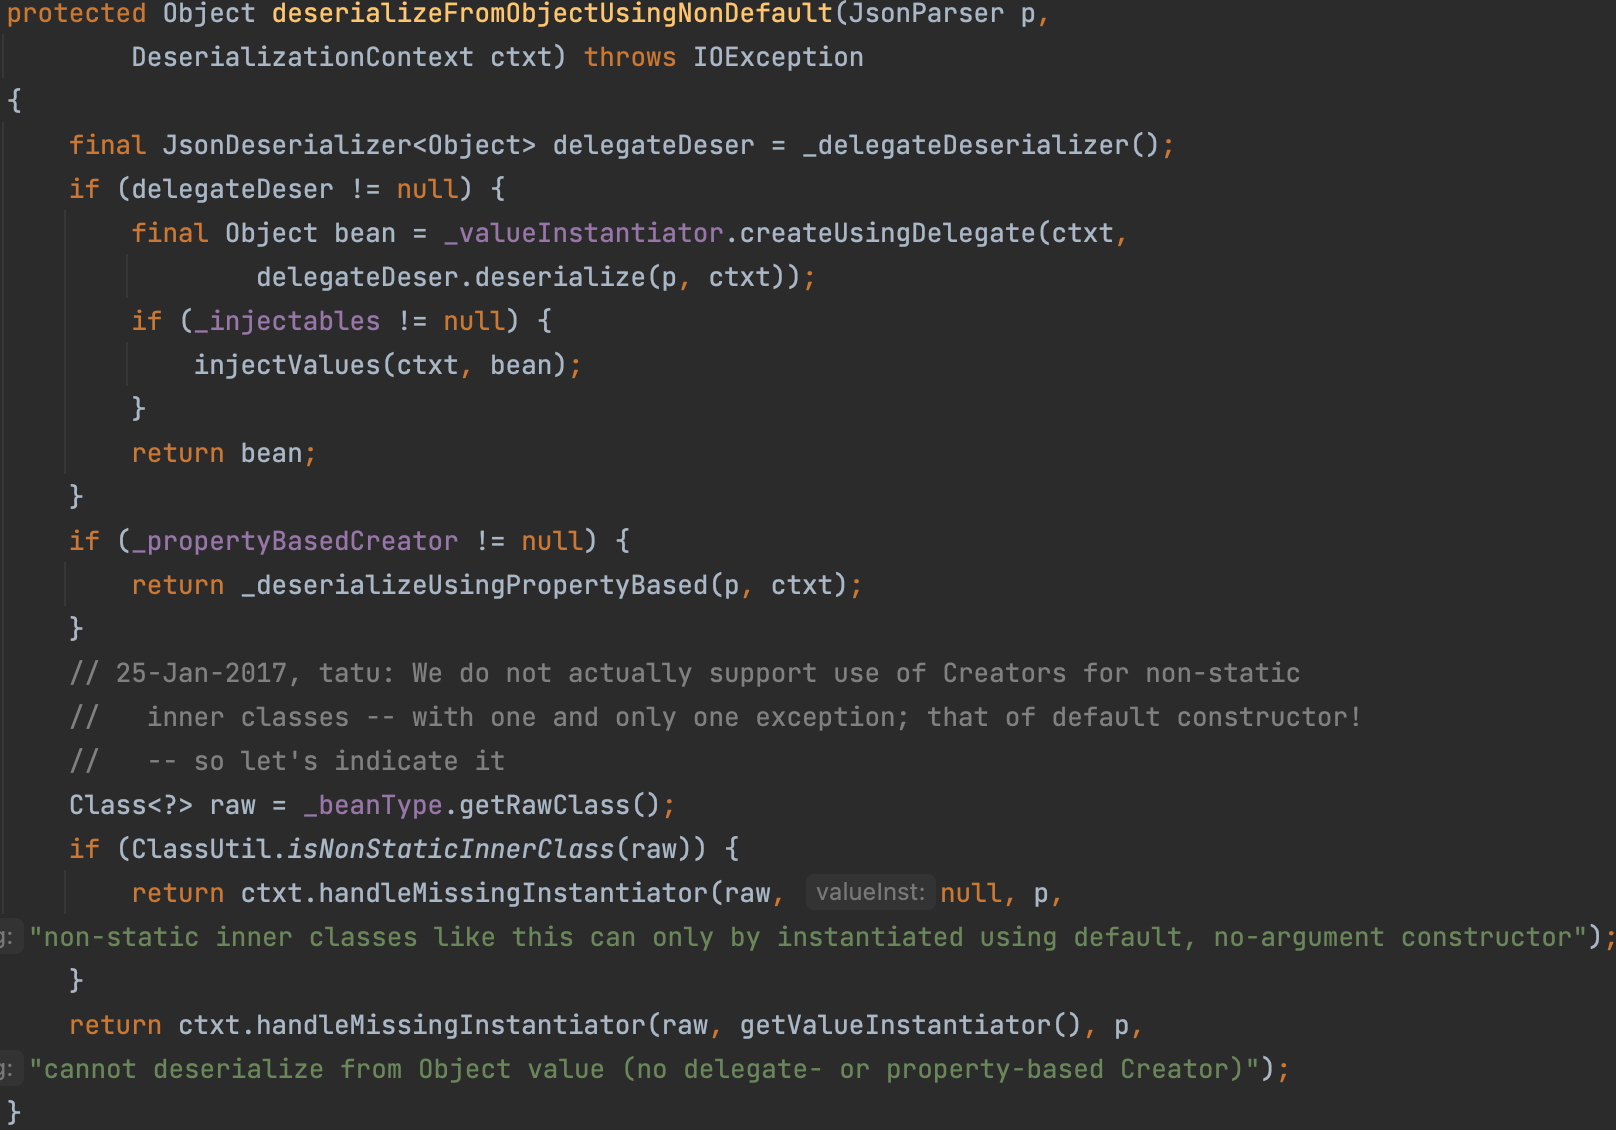 protected Object deserializeFromObjectUsingNonDefault(JsonParser p,
DeserializationContext ctxt) throws IOException
{
final JsonDeserializer<Object> delegateDeser = _delegateDeserializer();
if (delegateDeser != null) {
final Object bean = _valueInstantiator.createUsingDelegate(ctxt,
delegateDeser.deserialize(p, ctxt));
if (_injectables != null) {
injectValues(ctxt, bean);
}
return bean;
}
if (_propertyBasedCreator != null) {
return _deserializeUsingPropertyBased(p, ctxt);
}
// 25-Jan-2017, tatu: We do not actually support use of Creators for non-static
//   inner classes -- with one and only one exception; that of default constructor!
//   -- so let's indicate it
Class<?> raw = _beanType.getRawClass();
if (ClassUtil.isNonStaticInnerClass(raw)) {
return ctxt.handleMissingInstantiator(raw, valueInst: null, p,
g: "non-static inner classes like this can only by instantiated using default, no-argument constructor");
}
return ctxt.handleMissingInstantiator(raw, getValueInstantiator(), p,
g: "cannot deserialize from Object value (no delegate- or property-based Creator)");
}